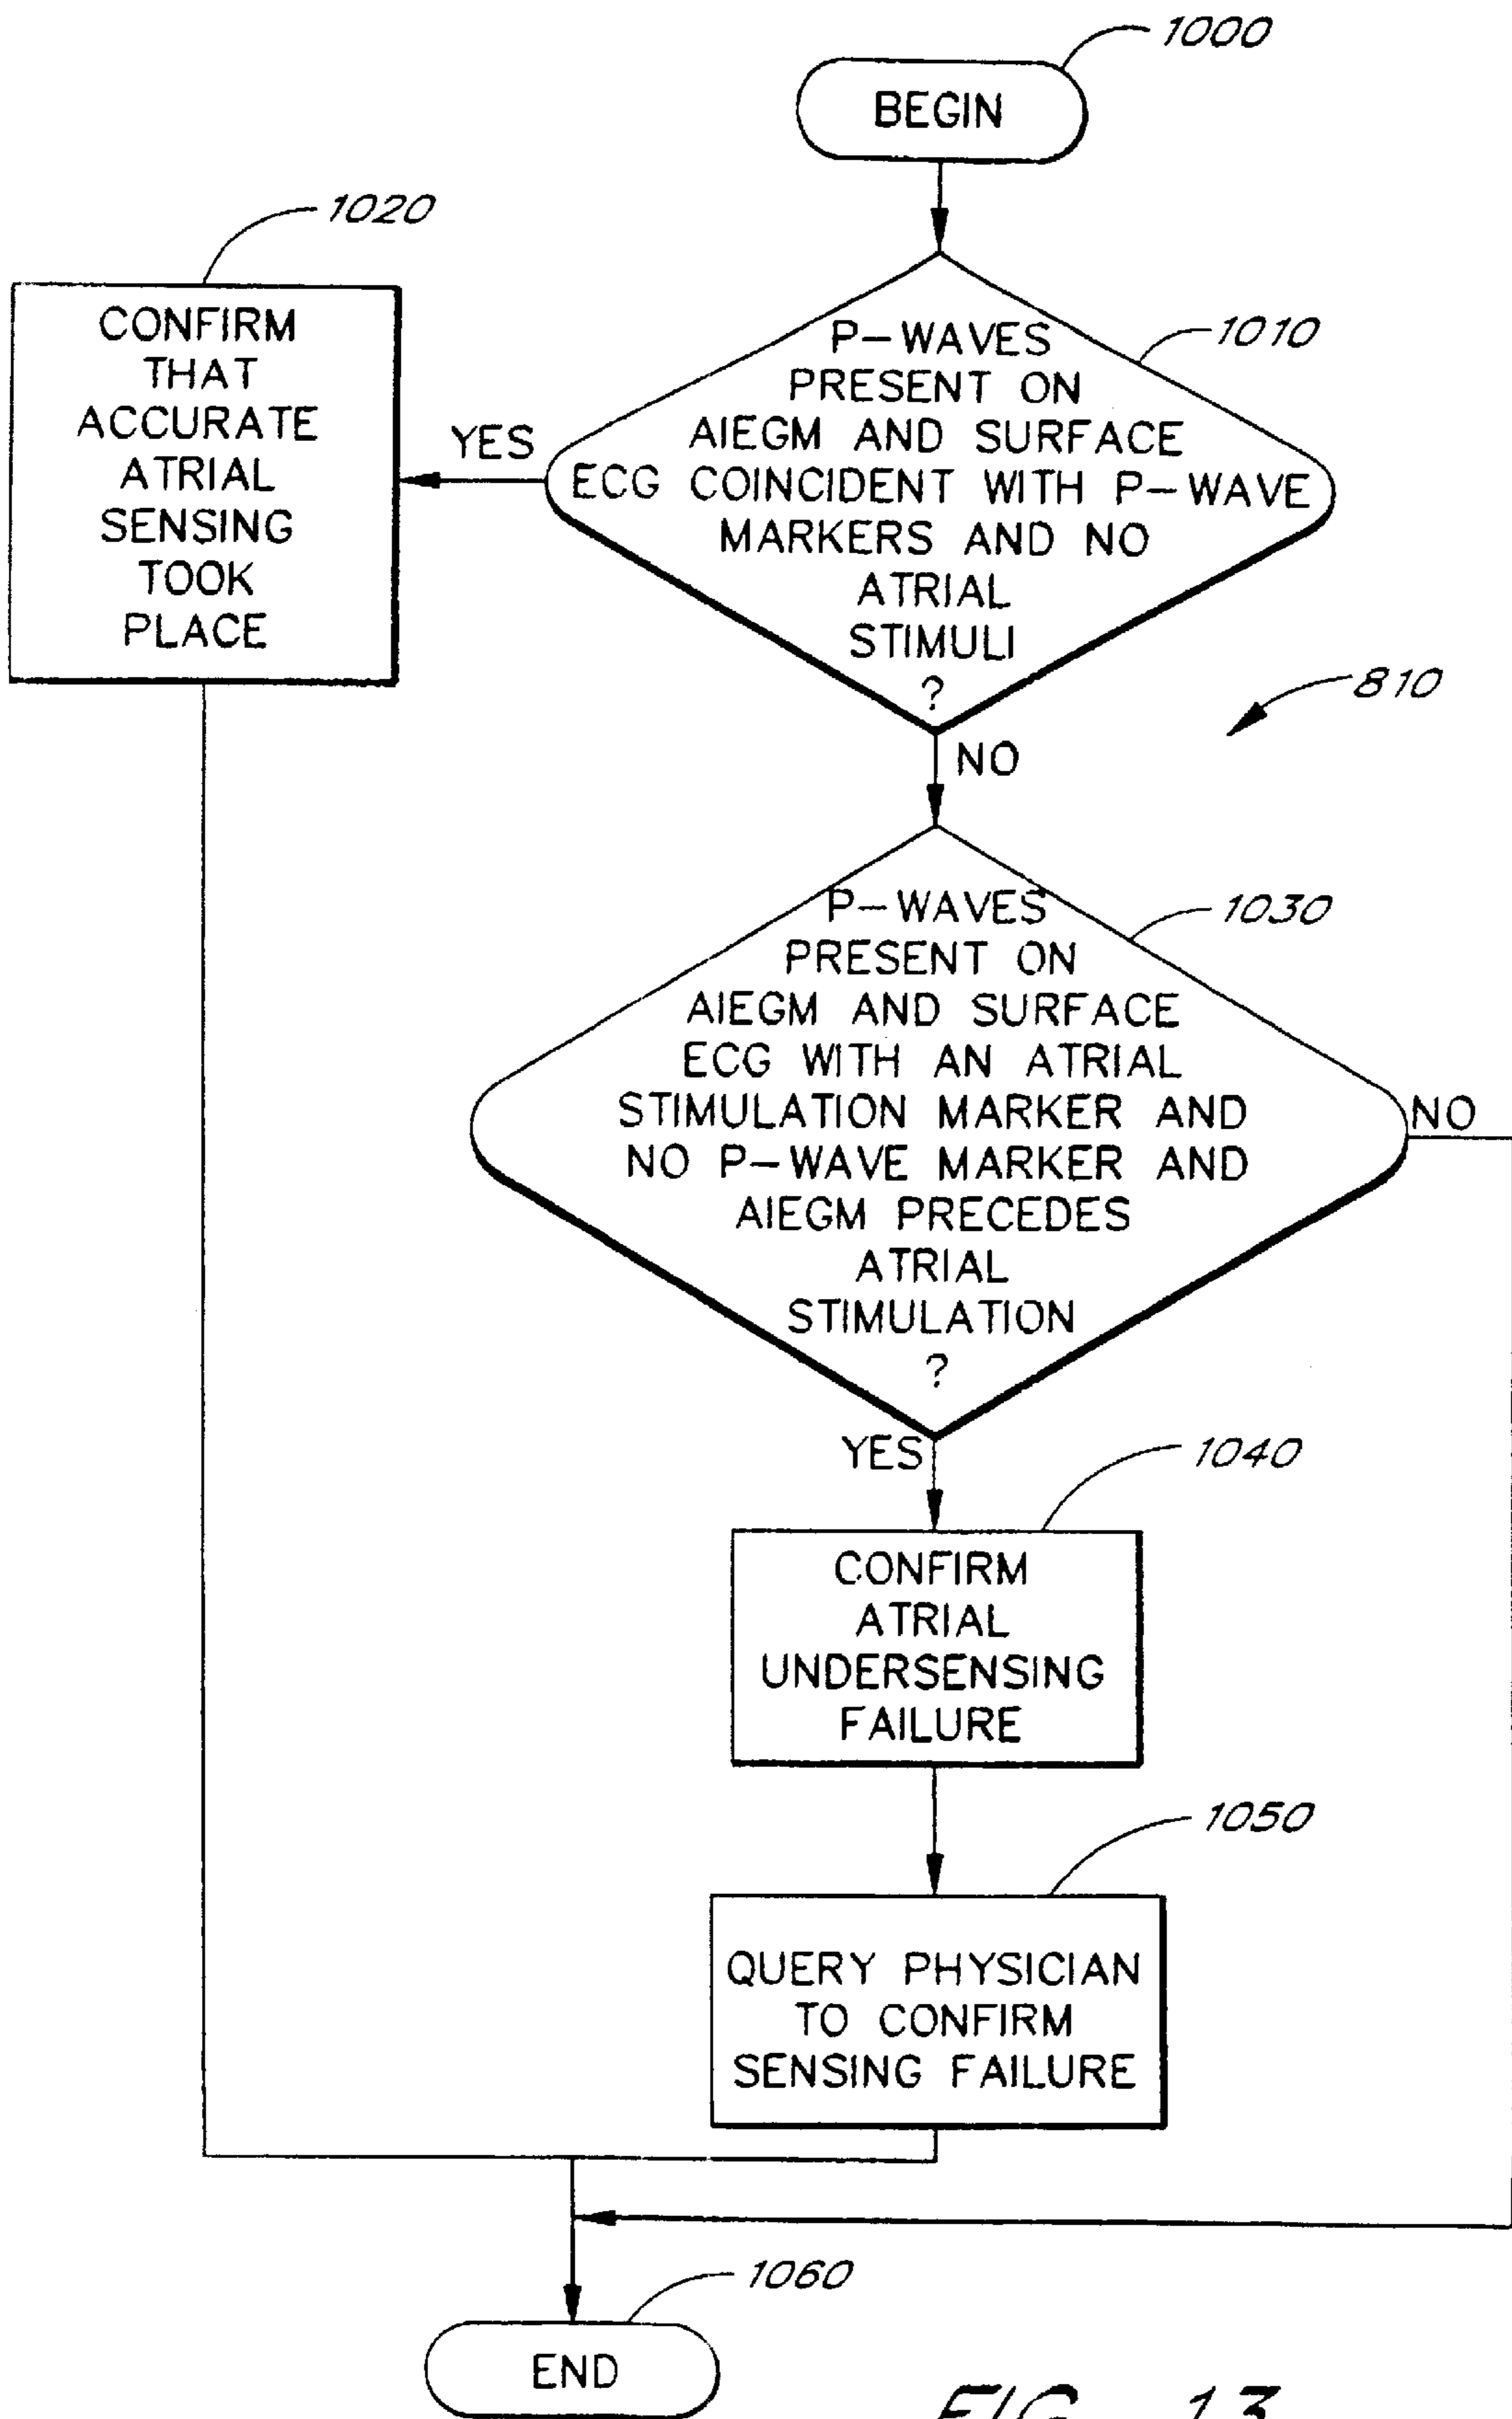 1000
BEGIN
1020
CONFIRM
THAT
ACCURATE
ATRIAL
SENSING
TOOK
PLACE
YES
P-WAVES
PRESENT ON
AIEGM AND SURFACE
ECG COINCIDENT WITH P-WAVE
MARKERS AND NO
ATRIAL
STIMULI
?
1010
810
NO
P-WAVES
PRESENT ON
AIEGM AND SURFACE
ECG WITH AN ATRIAL
STIMULATION MARKER AND
NO P-WAVE MARKER AND
AIEGM PRECEDES
ATRIAL
STIMULATION
?
1030
NO
YES
1040
CONFIRM
ATRIAL
UNDERSENSING
FAILURE
1050
QUERY PHYSICIAN
TO CONFIRM
SENSING FAILURE
1060
END
FIG. 13